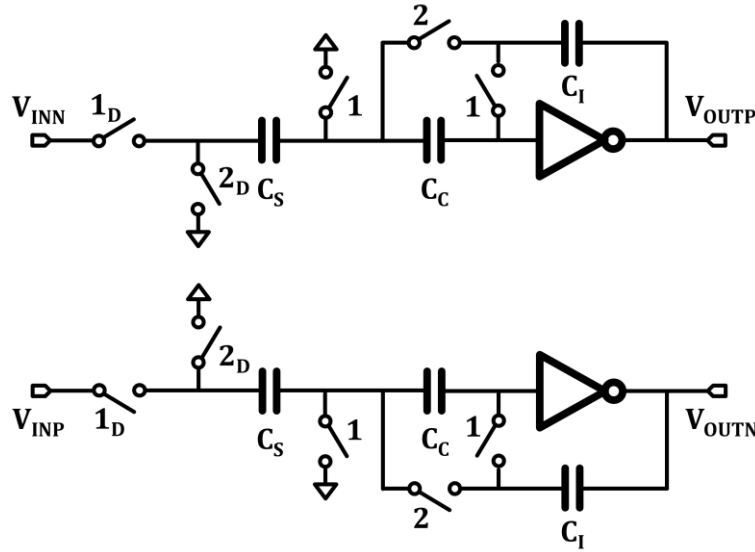 2
V_INN 1_D 1 1 C_I V_OUTP
2_D C_S C_C
2_D
V_INP 1_D C_S 1 C_C 1 V_OUTN
2 C_I